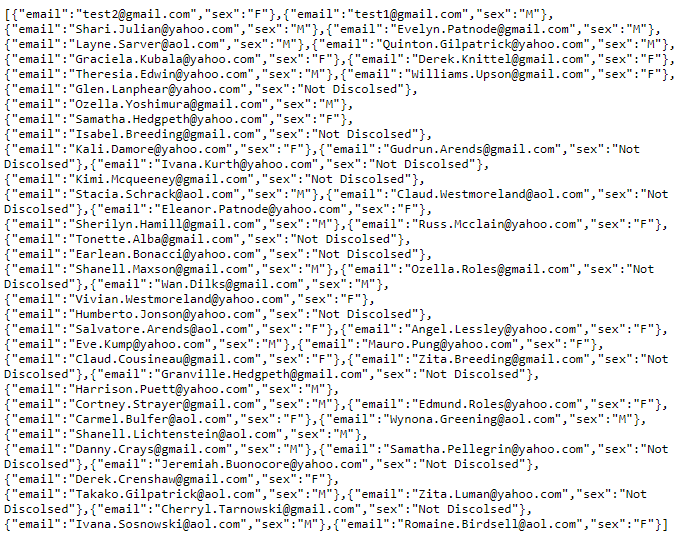 [{"email":"test2@gmail.com","sex":"F"},{"email":"test1@gmail.com","sex":"M"},
{"email":"Shari.Julian@yahoo.com","sex":"M"},{"email":"Evelyn.Patnode@gmail.com","sex":"M"},
{"email":"Layne.Sarver@aol.com","sex":"M"},{"email":"Quinton.Gilpatrick@yahoo.com","sex":"M"},
{"email":"Graciela.Kubala@yahoo.com","sex":"F"},{"email":"Derek.Knittel@gmail.com","sex":"F"},
{"email":"Theresia.Edwin@yahoo.com","sex":"M"},{"email":"Williams.Upson@gmail.com","sex":"F"},
{"email":"Glen.Lanphear@yahoo.com","sex":"Not Discolsed"},
{"email":"Ozella.Yoshimura@gmail.com","sex":"M"},
{"email":"Samatha.Hedgpeth@yahoo.com","sex":"F"},
{"email":"Isabel.Breeding@gmail.com","sex":"Not Discolsed"},
{"email":"Kali.Damore@yahoo.com","sex":"F"},{"email":"Gudrun.Arends@gmail.com","sex":"Not
Discolsed"},{"email":"Ivana.Kurth@yahoo.com","sex":"Not Discolsed"},
{"email":"Kimi.Mcqueeney@gmail.com","sex":"Not Discolsed"},
{"email":"Stacia.Schrack@aol.com","sex":"M"},{"email":"Claud.Westmoreland@aol.com","sex":"Not
Discolsed"},{"email":"Eleanor.Patnode@yahoo.com","sex":"F"},
{"email":"Sherilyn.Hamill@gmail.com","sex":"M"},{"email":"Russ.Mcclain@yahoo.com","sex":"F"},
{"email":"Tonette.Alba@gmail.com","sex":"Not Discolsed"},
{"email":"Earlean.Bonacci@yahoo.com","sex":"Not Discolsed"},
{"email":"Shanell.Maxson@gmail.com","sex":"M"},{"email":"Ozella.Roles@gmail.com","sex":"Not
Discolsed"},{"email":"Wan.Dilks@gmail.com","sex":"M"},
{"email":"Vivian.Westmoreland@yahoo.com","sex":"F"},
{"email":"Humberto.Jonson@yahoo.com","sex":"Not Discolsed"},
{"email":"Salvatore.Arends@aol.com","sex":"F"},{"email":"Angel.Lessley@yahoo.com","sex":"F"},
{"email":"Eve.Kump@yahoo.com","sex":"M"},{"email":"Mauro.Pung@yahoo.com","sex":"F"},
{"email":"Claud.Cousineau@gmail.com","sex":"F"},{"email":"Zita.Breeding@gmail.com","sex":"Not
Discolsed"},{"email":"Granville.Hedgpeth@gmail.com","sex":"Not Discolsed"},
{"email":"Harrison.Puett@yahoo.com","sex":"M"},
{"email":"Cortney.Strayer@gmail.com","sex":"M"},{"email":"Edmund.Roles@yahoo.com","sex":"F"},
{"email":"Carmel.Bulfer@aol.com","sex":"F"},{"email":"Wynona.Greening@aol.com","sex":"M"},
{"email":"Shanell.Lichtenstein@aol.com","sex":"M"},
{"email":"Danny.Crays@gmail.com","sex":"M"},{"email":"Samatha.Pellegrin@yahoo.com","sex":"Not
Discolsed"},{"email":"Jeremiah.Buonocore@yahoo.com","sex":"Not Discolsed"},
{"email":"Derek.Crenshaw@gmail.com","sex":"F"},
{"email":"Takako.Gilpatrick@aol.com","sex":"M"},{"email":"Zita.Luman@yahoo.com","sex":"Not
Discolsed"},{"email":"Cherryl.Tarnowski@gmail.com","sex":"Not Discolsed"},
{"email":"Ivana.Sosnowski@aol.com","sex":"M"},{"email":"Romaine.Birdsell@aol.com","sex":"F"}]